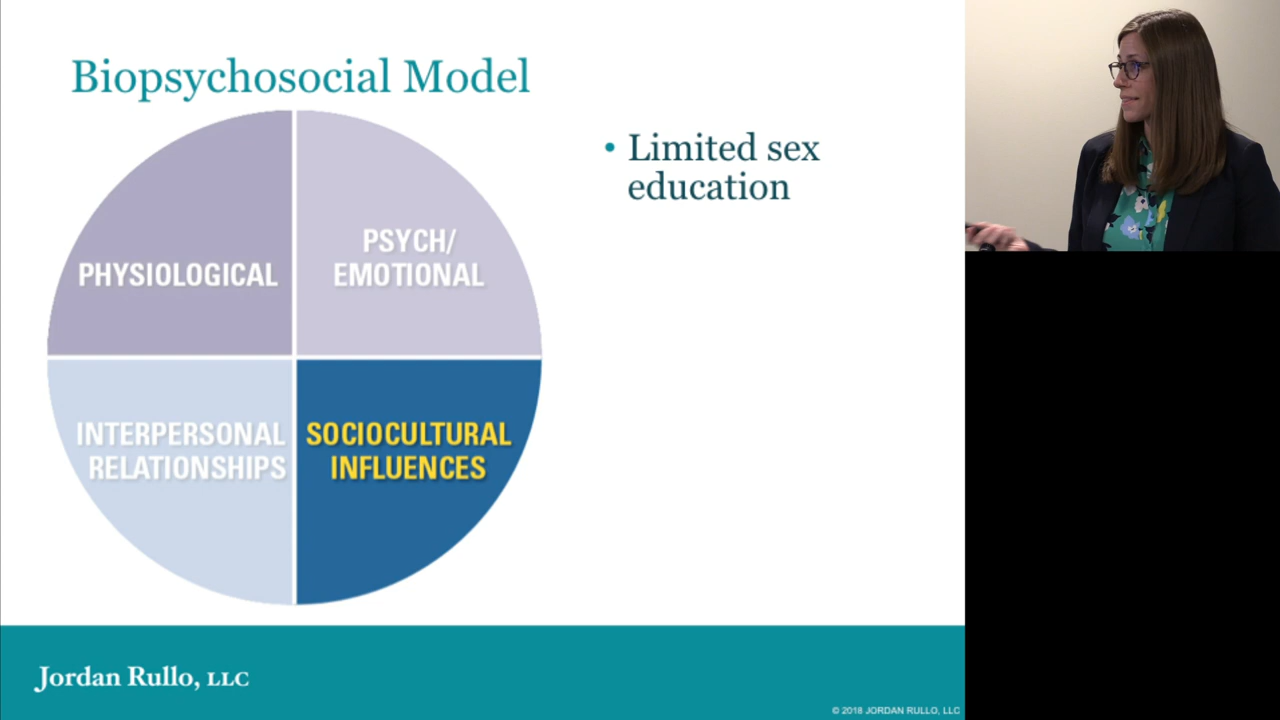 Biopsychosocial Model
PHYSIOLOGICAL
PSYCH/
EMOTIONAL
INTERPERSONAL
RELATIONSHIPS
SOCIOCULTURAL
INFLUENCES
• Limited sex
education
Jordan Rullo, LLC
© 2018 JORDAN RULLO, LLC